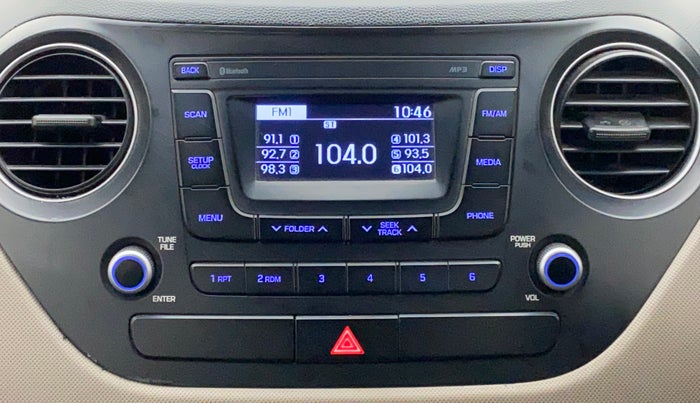 BACK Bluetooth MP3 DISP
SCAN FM1 10:46 FM/AM
ST
91.1 1 4 101.3
92.7 2 104.0 5 93.5
98.3 3 6 104.0
SETUP CLOCK MEDIA
MENU FOLDER SEEK TRACK PHONE
TUNE FILE POWER PUSH
1 RPT 2 RDM 3 4 5 6
ENTER VOL